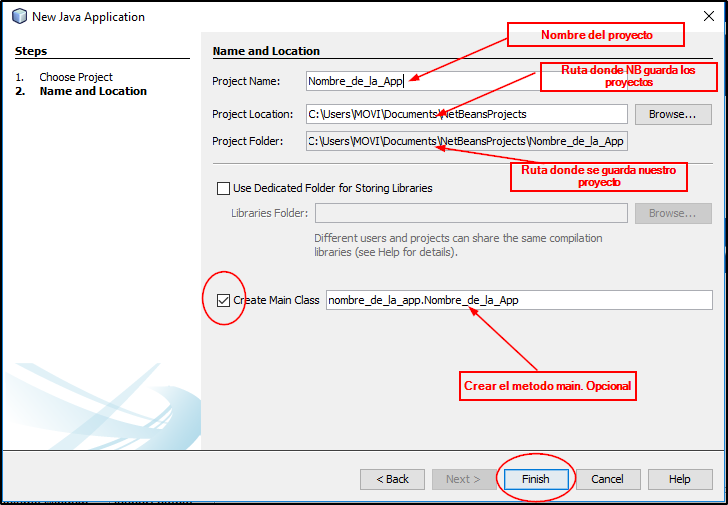 New Java Application
Steps
1. Choose Project
2. Name and Location
Name and Location
Nombre del proyecto
Project Name: Nombre_de_la_App
Ruta donde NB guarda los
proyectos
Project Location: C:\Users\MOVI\Documents\NetBeansProjects Browse...
Project Folder: C:\Users\MOVI\Documents\NetBeansProjects\Nombre_de_la_App
Ruta donde se guarda nuestro
proyecto
Use Dedicated Folder for Storing Libraries
Libraries Folder: Browse...
Different users and projects can share the same compilation
libraries (see Help for details).
Create Main Class nombre_de_la_app.Nombre_de_la_App
Crear el metodo main. Opcional
< Back Next > Finish Cancel Help